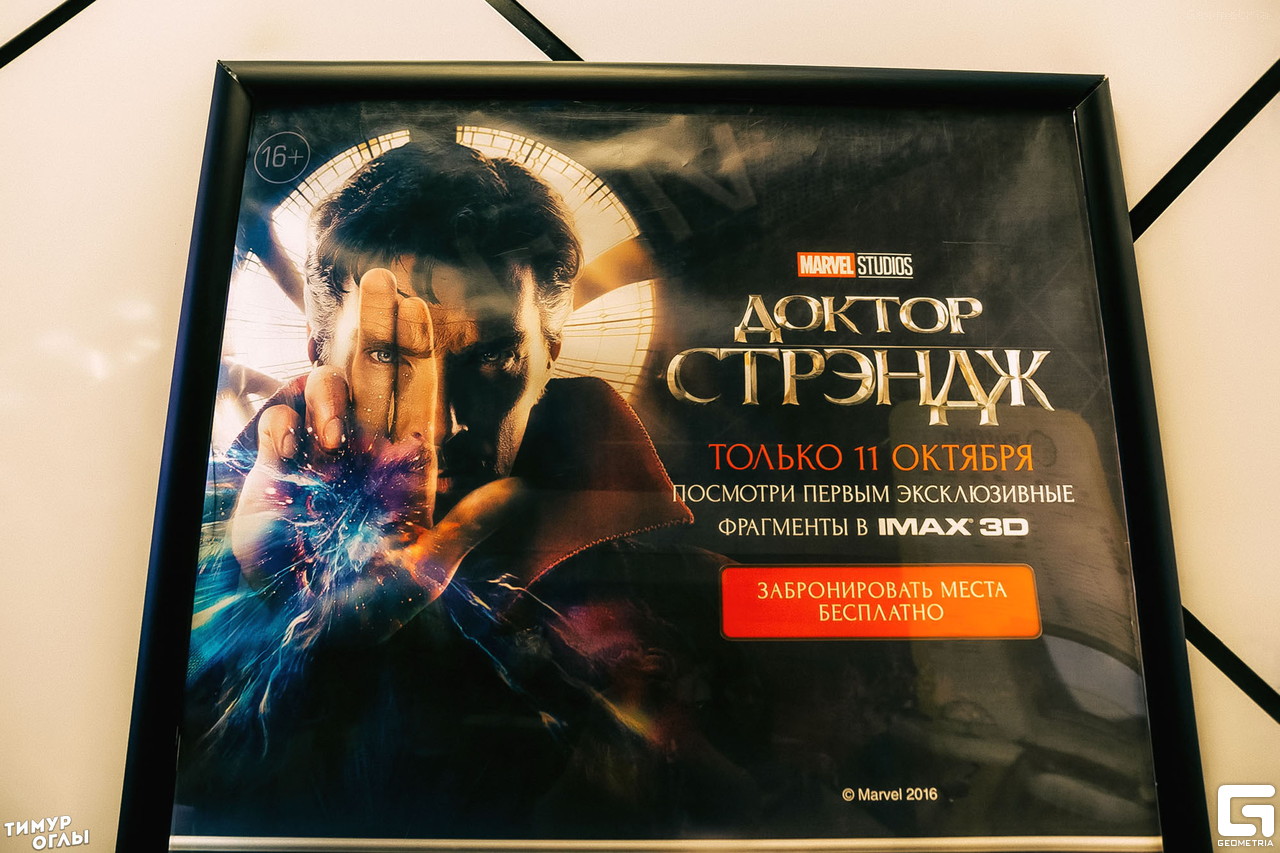 16+
MARVEL STUDIOS
ДОКТОР
СТРЭНДЖ
ТОЛЬКО 11 ОКТЯБРЯ
ПОСМОТРИ ПЕРВЫМ ЭКСКЛЮЗИВНЫЕ
ФРАГМЕНТЫ В IMAX® 3D
ЗАБРОНИРОВАТЬ МЕСТА
БЕСПЛАТНО
© Marvel 2016
ТИМУР
ОГЛЫ
GEOMETRIA